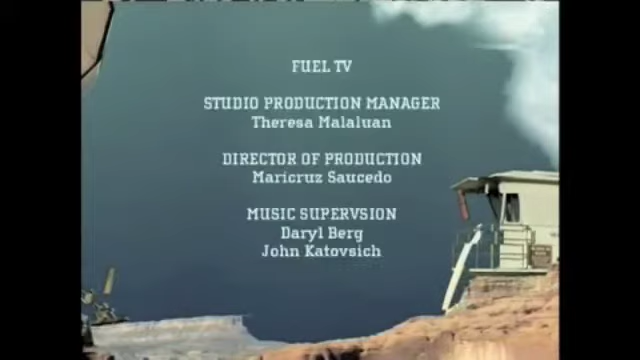 FUEL TV
STUDIO PRODUCTION MANAGER
Theresa Malaluan
DIRECTOR OF PRODUCTION
Maricruz Saucedo
MUSIC SUPERVSION
Daryl Berg
John Katovsich